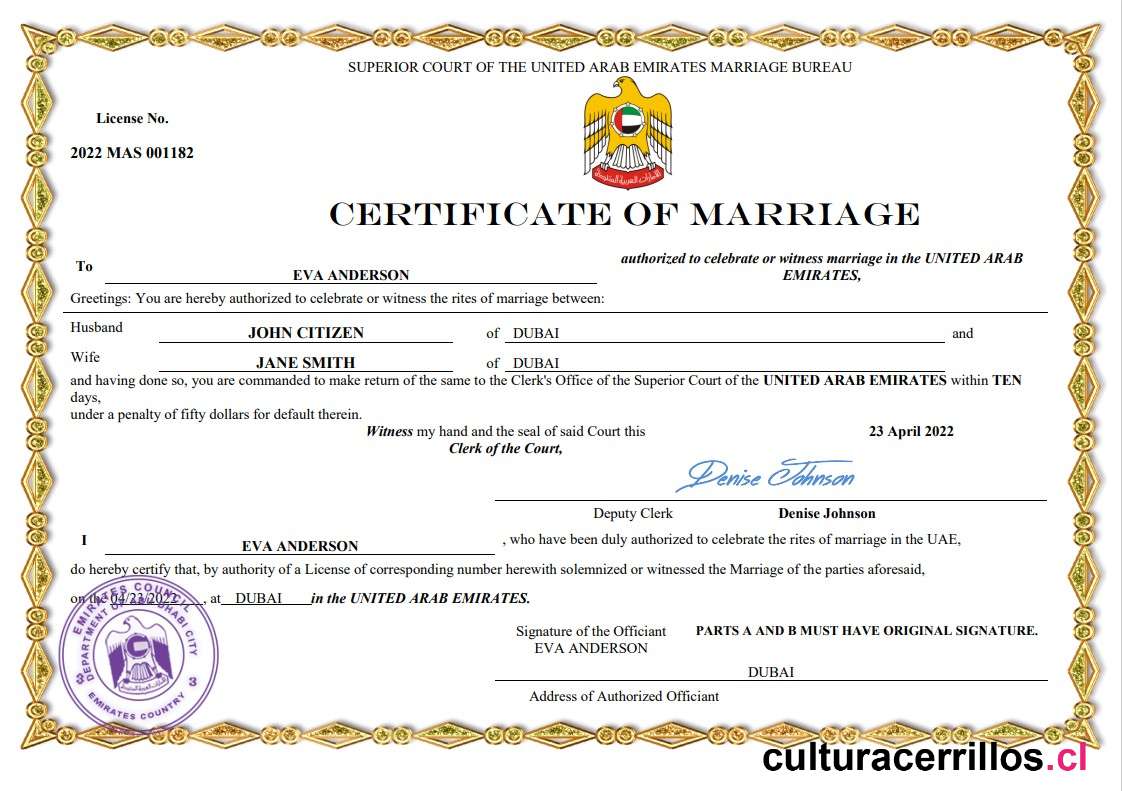 SUPERIOR COURT OF THE UNITED ARAB EMIRATES MARRIAGE BUREAU
License No.
2022 MAS 001182
الإمارات العربية المتحدة
CERTIFICATE OF MARRIAGE
To EVA ANDERSON authorized to celebrate or witness marriage in the UNITED ARAB
EMIRATES,
Greetings: You are hereby authorized to celebrate or witness the rites of marriage between:
Husband JOHN CITIZEN of DUBAI and
Wife JANE SMITH of DUBAI
and having done so, you are commanded to make return of the same to the Clerk's Office of the Superior Court of the UNITED ARAB EMIRATES within TEN
days,
under a penalty of fifty dollars for default therein.
Witness my hand and the seal of said Court this 23 April 2022
Clerk of the Court,
Denise Johnson
Deputy Clerk Denise Johnson
I EVA ANDERSON , who have been duly authorized to celebrate the rites of marriage in the UAE,
do hereby certify that, by authority of a License of corresponding number herewith solemnized or witnessed the Marriage of the parties aforesaid,
on the 04/23/2022 , at DUBAI in the UNITED ARAB EMIRATES.
EMIRATES COUNCIL
DEPARTMENT OF ABU DHABI CITY
3 3
EMIRATES COUNTRY
Signature of the Officiant PARTS A AND B MUST HAVE ORIGINAL SIGNATURE.
EVA ANDERSON
DUBAI
Address of Authorized Officiant
culturacerrillos.cl